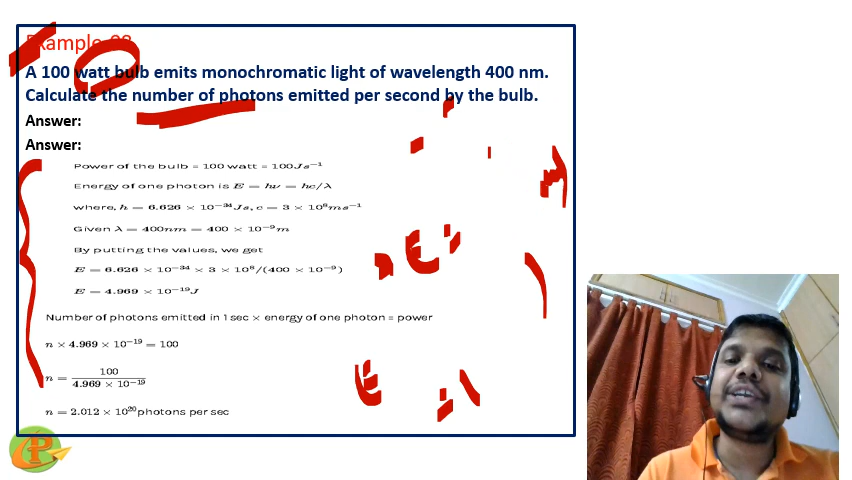 Example 03
A 100 watt bulb emits monochromatic light of wavelength 400 nm.
Calculate the number of photons emitted per second by the bulb.
Answer:
Answer:
Power of the bulb = 100 watt = 100Js⁻¹
Energy of one photon is E = hν = hc/λ
where, h = 6.626 × 10⁻³⁴Js, c = 3 × 10⁸ms⁻¹
Given λ = 400nm = 400 × 10⁻⁹m
By putting the values, we get
E = 6.626 × 10⁻³⁴ × 3 × 10⁸/(400 × 10⁻⁹)
E = 4.969 × 10⁻¹⁹J
Number of photons emitted in 1 sec × energy of one photon = power
n × 4.969 × 10⁻¹⁹ = 100
n = 100 / 4.969 × 10⁻¹⁹
n = 2.012 × 10²⁰ photons per sec